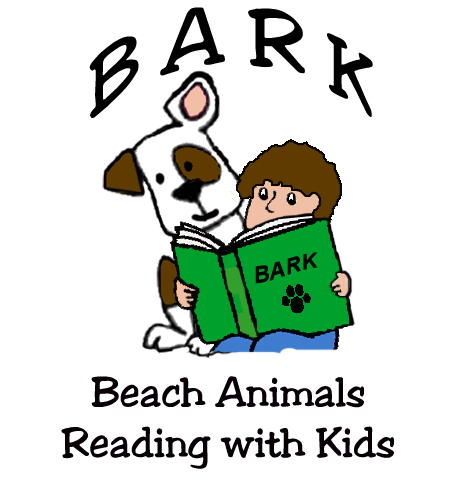 BARK
BARK
Beach Animals
Reading with Kids